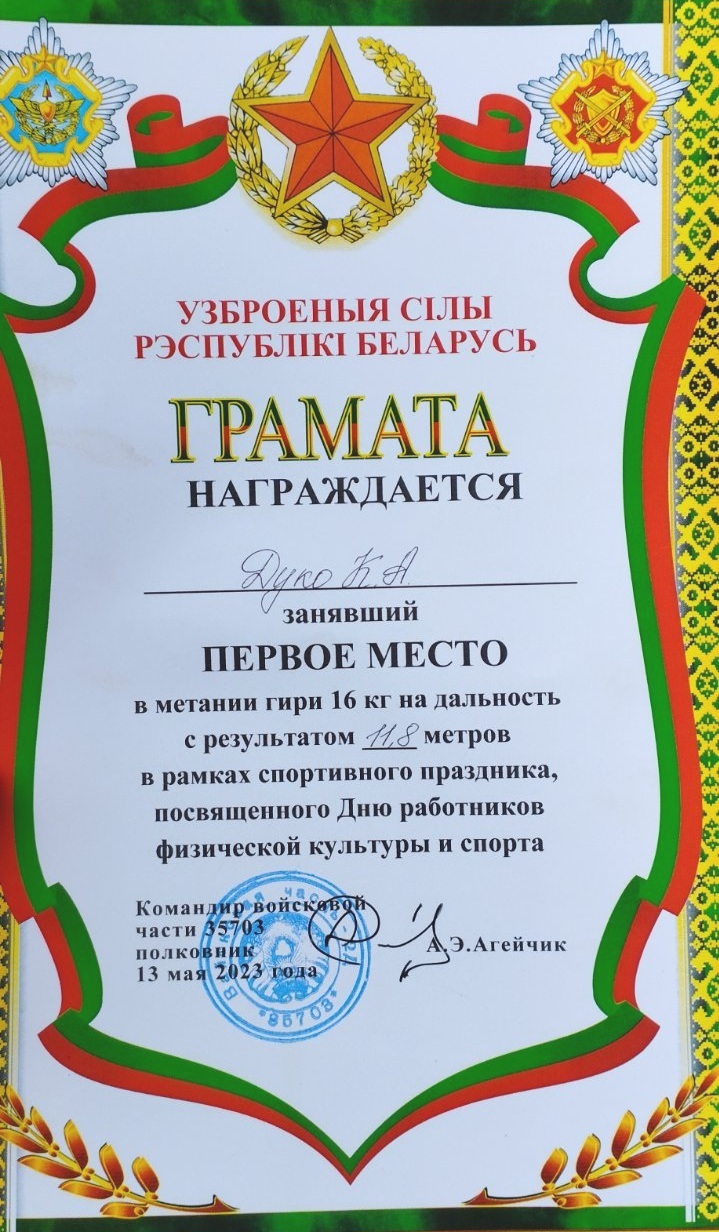 УЗБРОЕНЫЯ СІЛЫ
РЭСПУБЛІКІ БЕЛАРУСЬ
ГРАМАТА
НАГРАЖДАЕТСЯ
Дуко К.А.
занявший
ПЕРВОЕ МЕСТО
в метании гири 16 кг на дальность
с результатом 11,8 метров
в рамках спортивного праздника,
посвященного Дню работников
физической культуры и спорта
Командир войсковой
части 35703
полковник
А.Э.Агейчик
13 мая 2023 года
*35703*